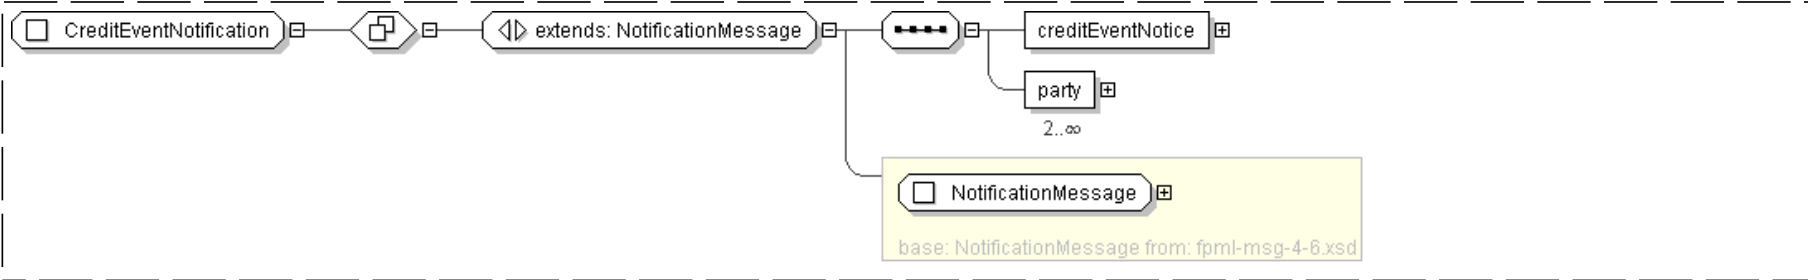 CreditEventNotification
extends: NotificationMessage
creditEventNotice
party
2..∞
NotificationMessage
base: NotificationMessage from: fpml-msg-4-6.xsd